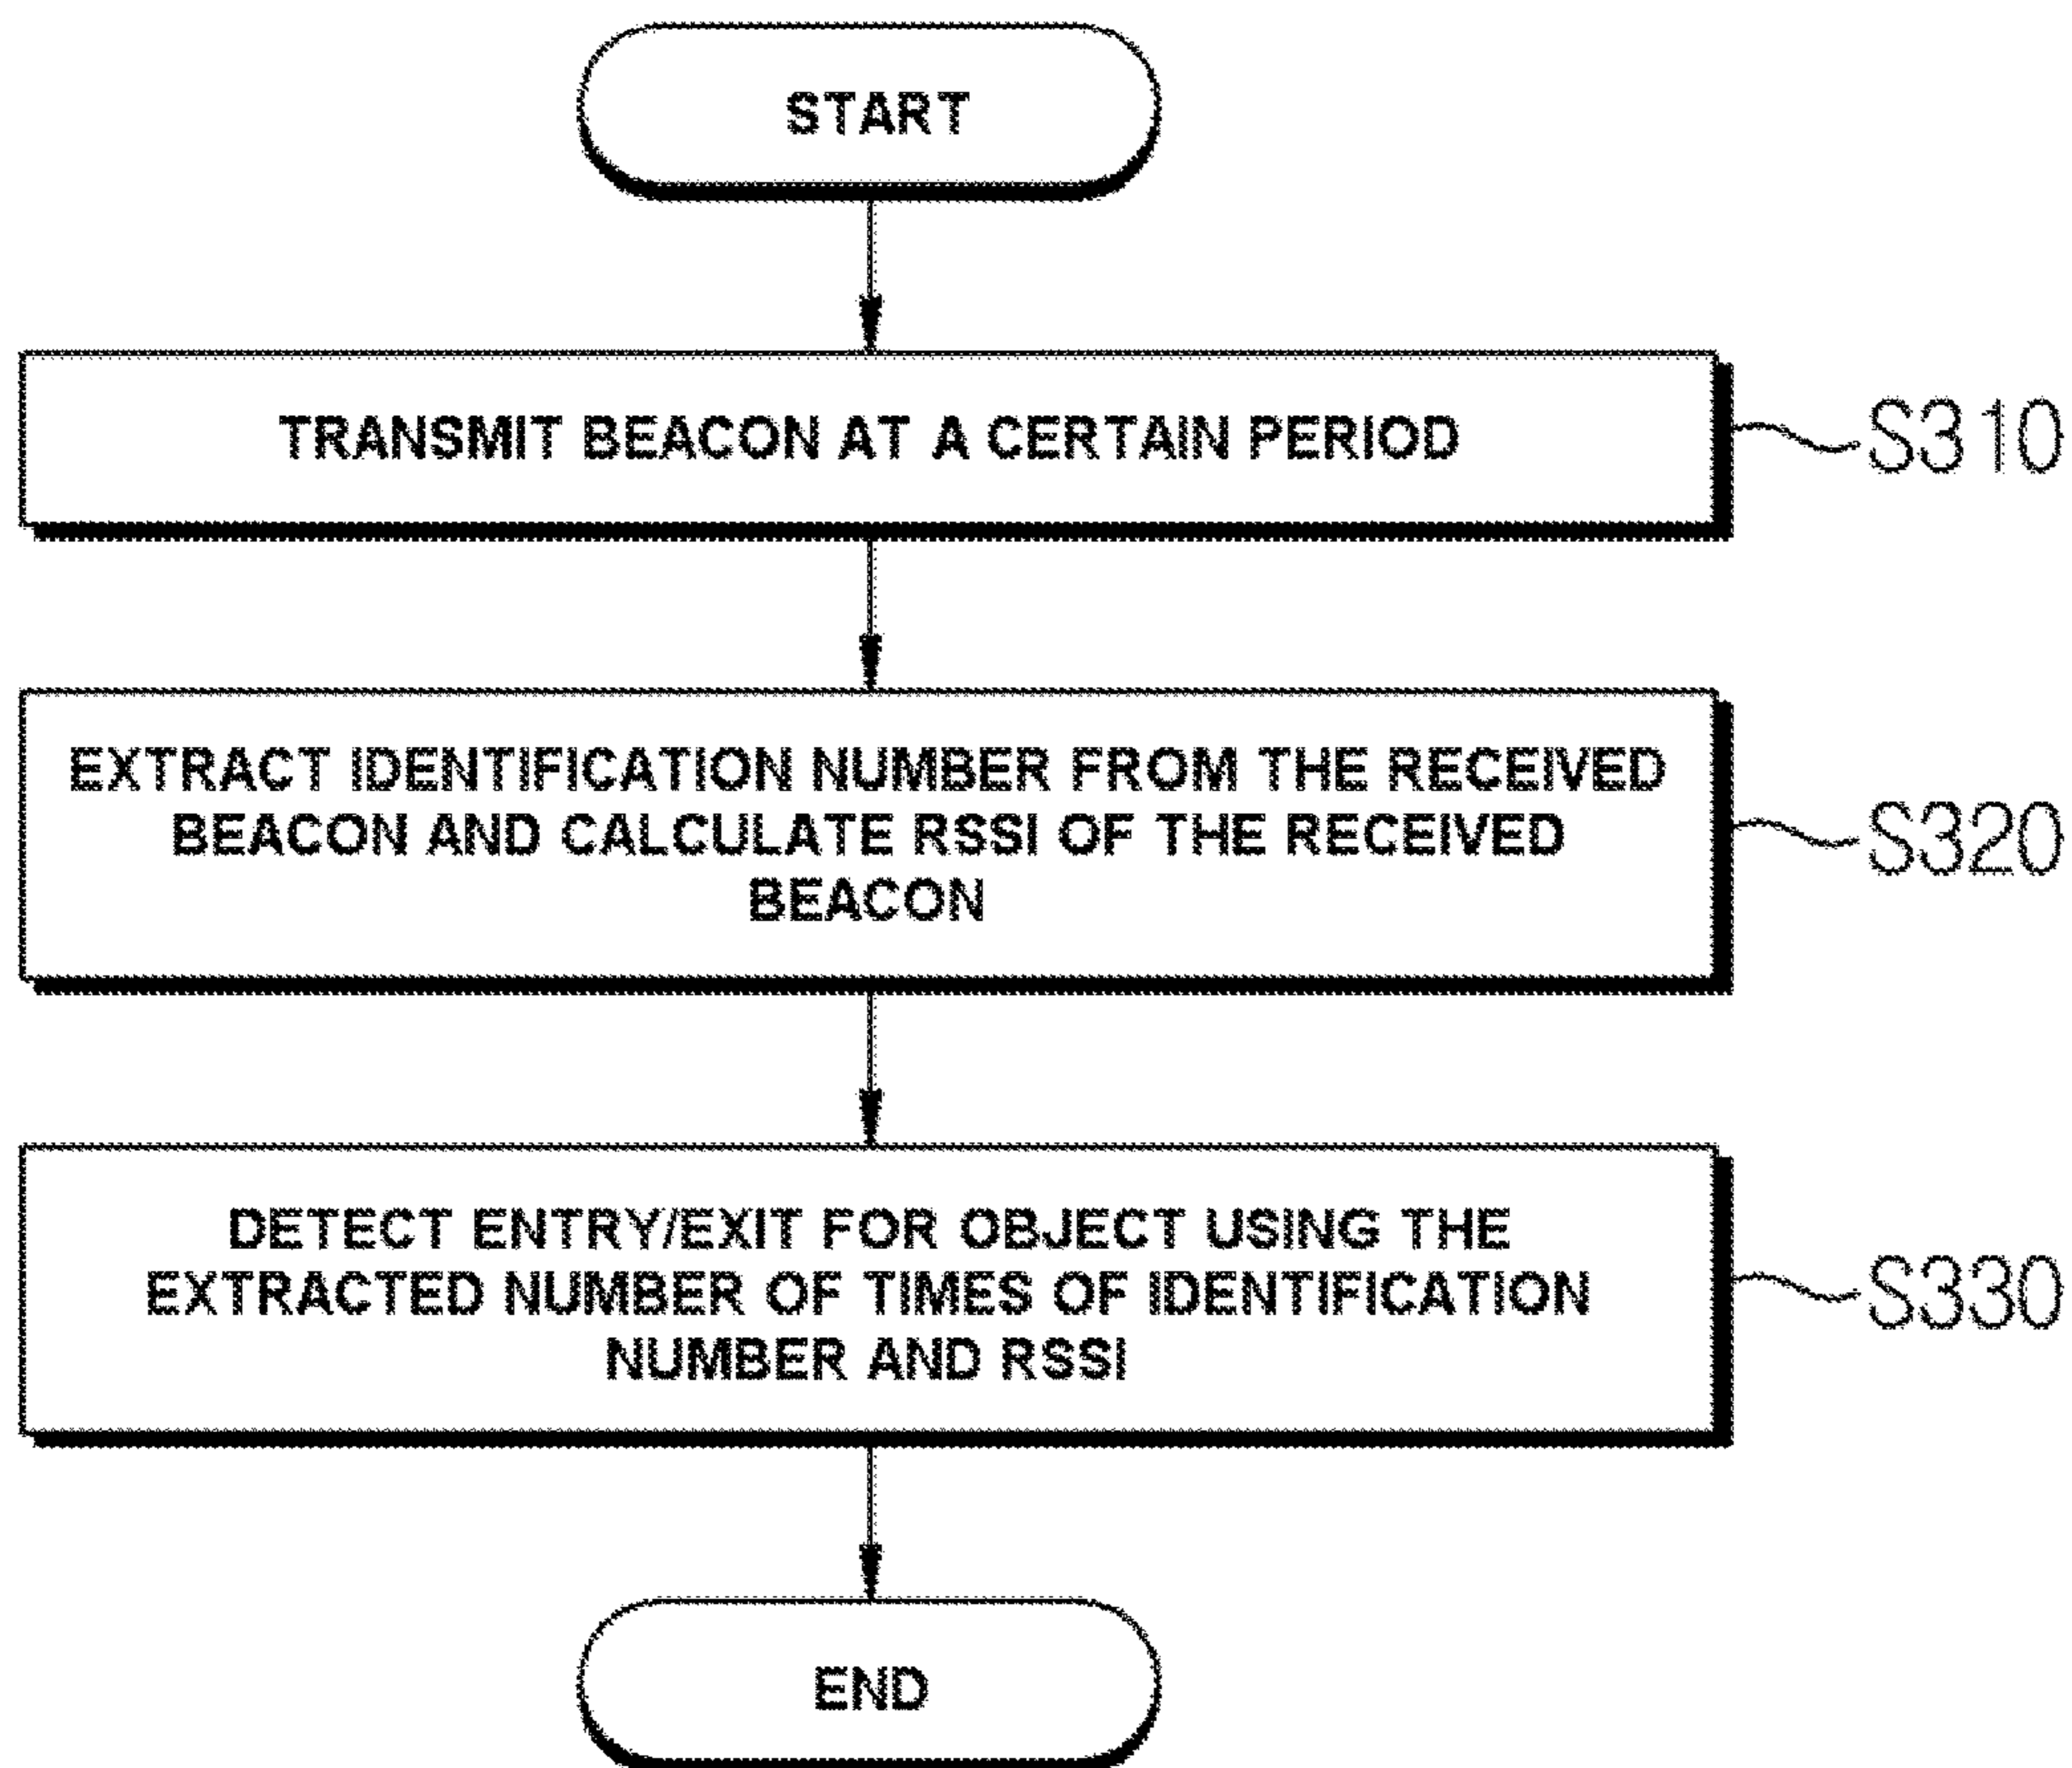 START
TRANSMIT BEACON AT A CERTAIN PERIOD
S310
EXTRACT IDENTIFICATION NUMBER FROM THE RECEIVED
BEACON AND CALCULATE RSSI OF THE RECEIVED
BEACON
S320
DETECT ENTRY/EXIT FOR OBJECT USING THE
EXTRACTED NUMBER OF TIMES OF IDENTIFICATION
NUMBER AND RSSI
S330
END